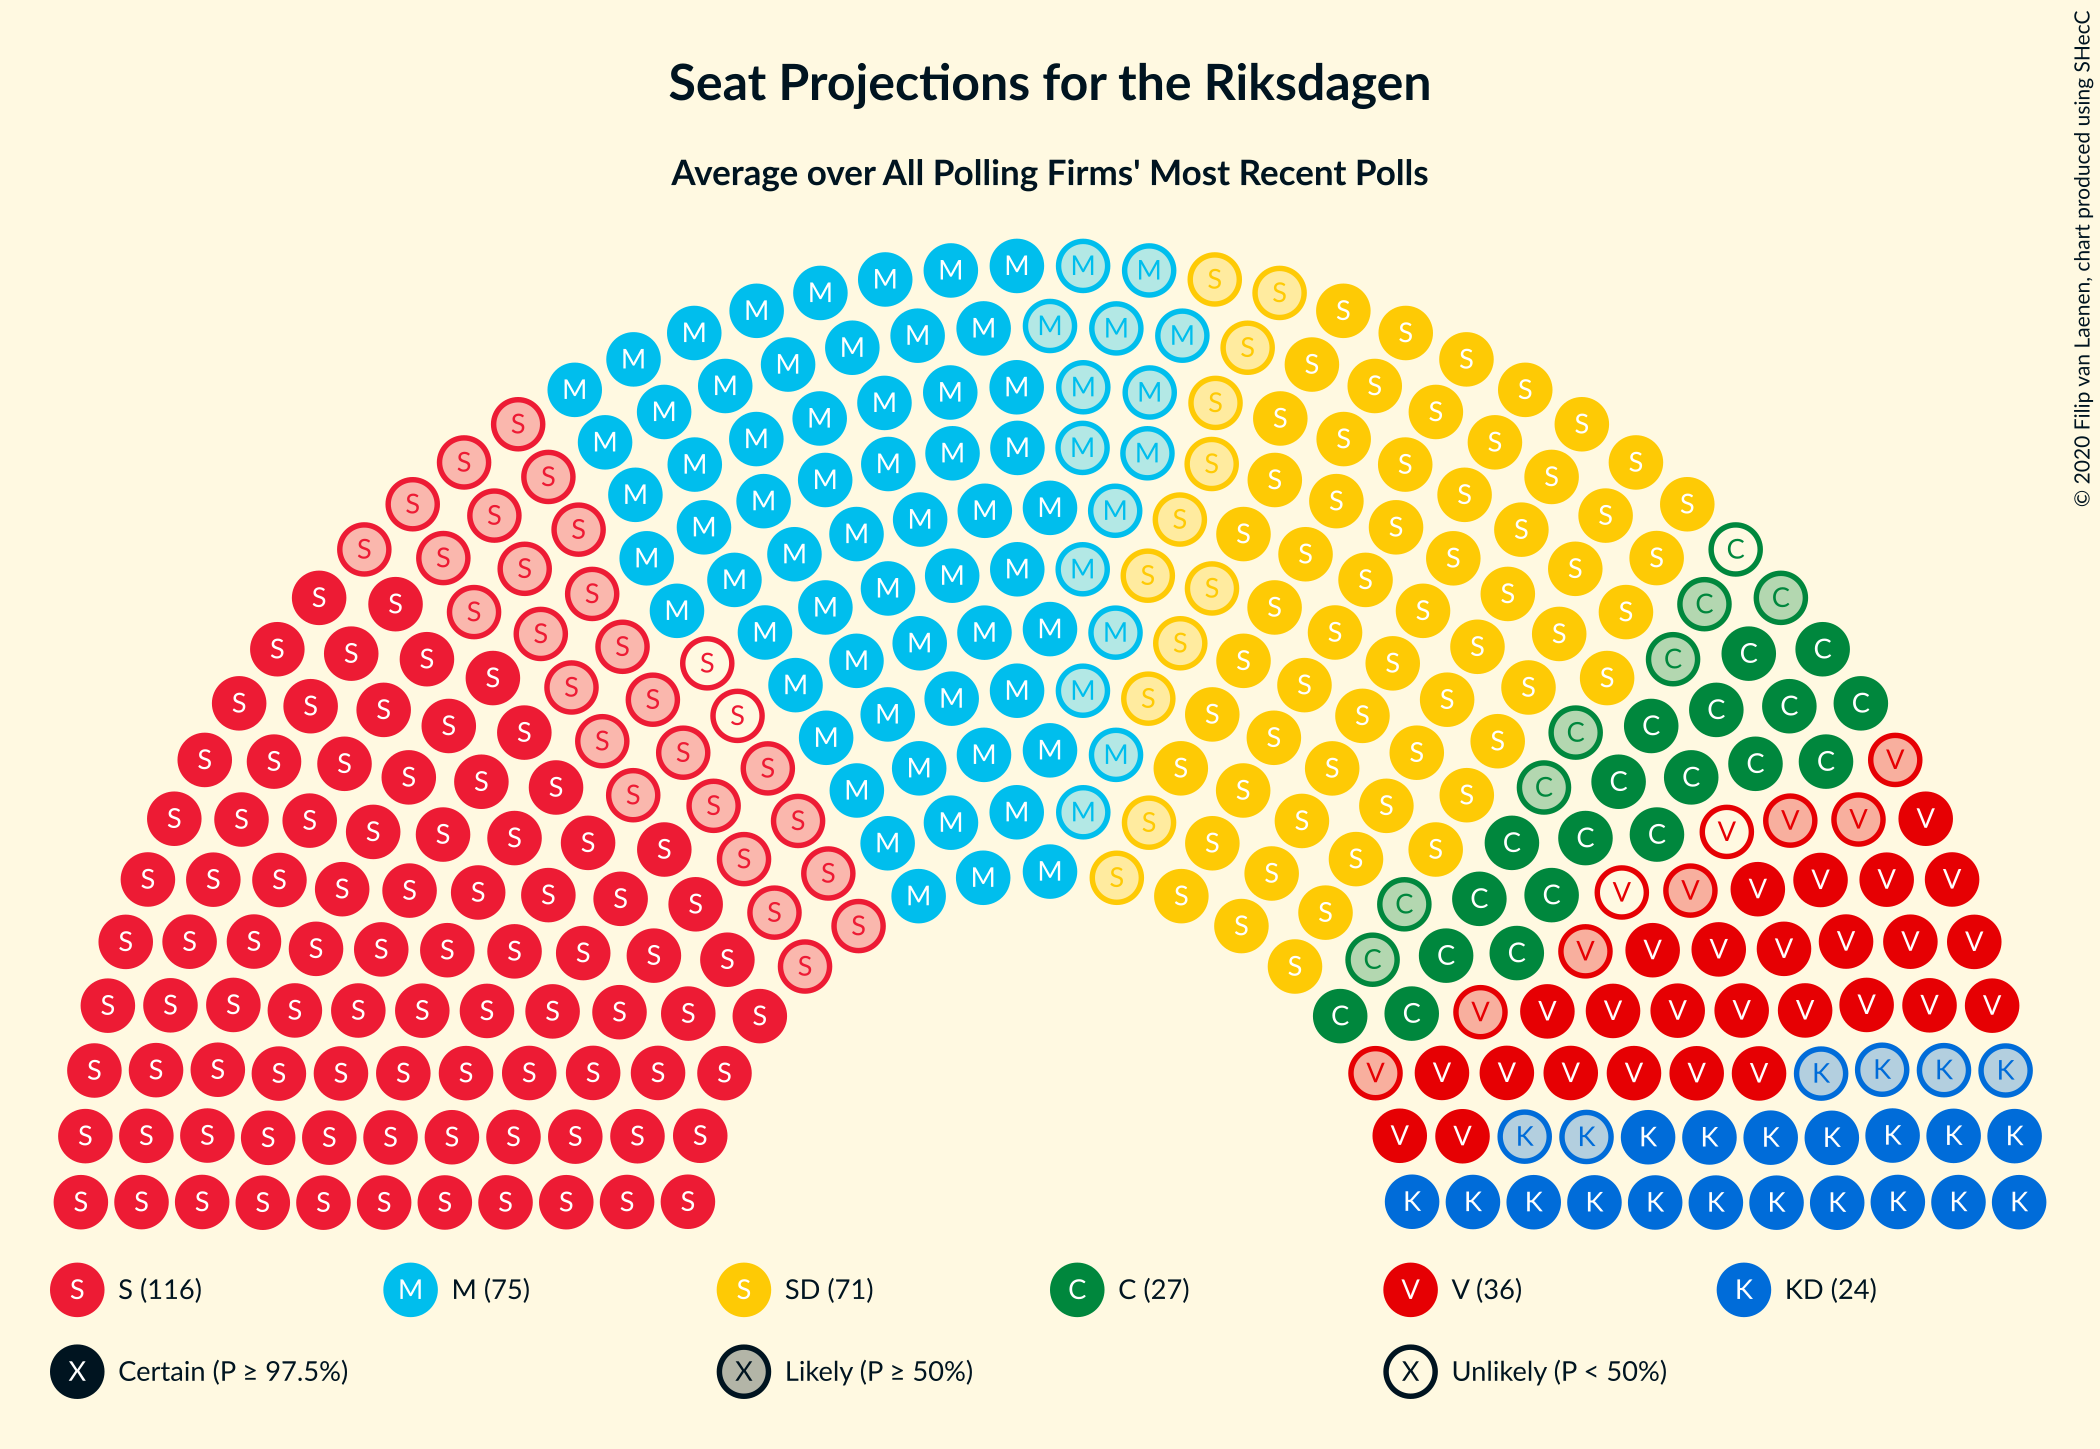 Seat Projections for the Riksdagen
Average over All Polling Firms' Most Recent Polls
© 2020 Filip van Laenen, chart produced using SHecC
S S (116) M M (75) S SD (71) C C (27) V V (36) K KD (24)
X Certain (P ≥ 97.5%) X Likely (P ≥ 50%) X Unlikely (P < 50%)